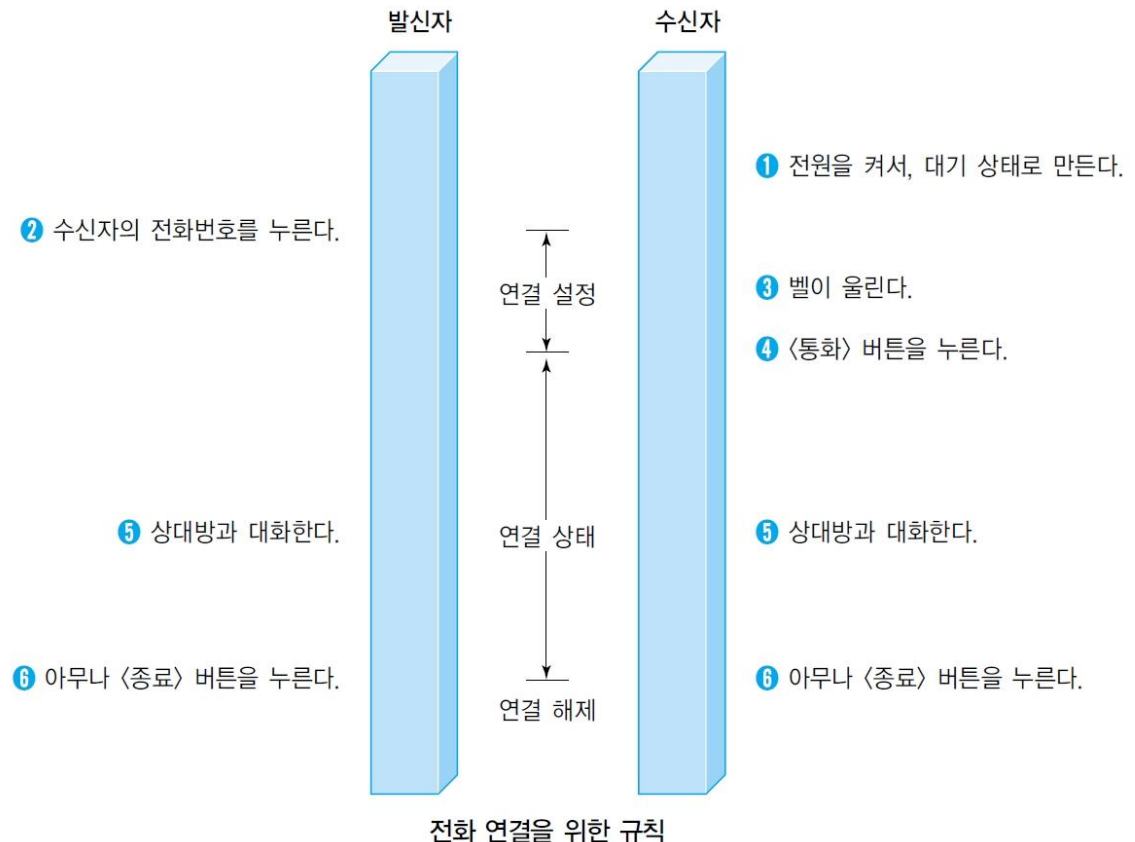 발신자
수신자
❶ 전원을 켜서, 대기 상태로 만든다.
❷ 수신자의 전화번호를 누른다.
연결 설정
❸ 벨이 울린다.
❹ 〈통화〉 버튼을 누른다.
❺ 상대방과 대화한다.
연결 상태
❺ 상대방과 대화한다.
❻ 아무나 〈종료〉 버튼을 누른다.
❻ 아무나 〈종료〉 버튼을 누른다.
연결 해제
전화 연결을 위한 규칙